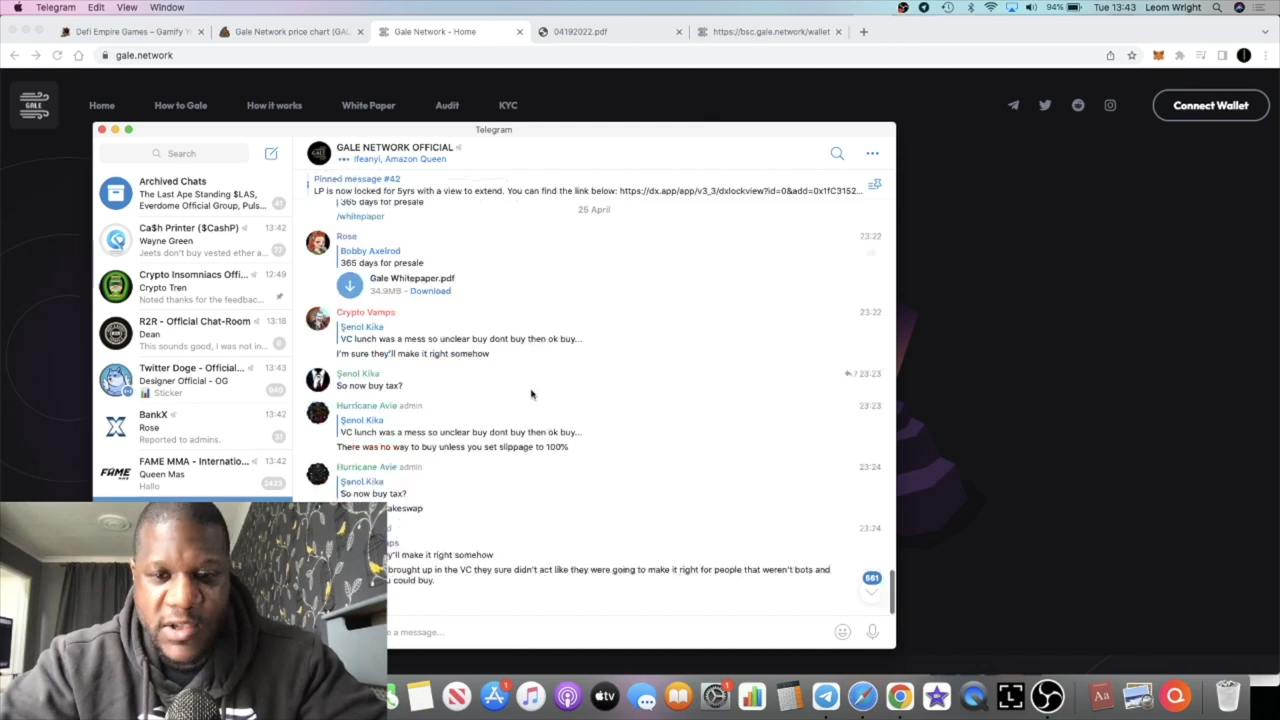 Telegram Edit View Window
94% Tue 13:43 Leom Wright
Defi Empire Games – Gamify Y
Gale Network price chart (GAL
Gale Network - Home
04192022.pdf
https://bsc.gale.network/wallet
gale.network
GALE
Home How to Gale How it works White Paper Audit KYC
Connect Wallet
Telegram
Search
Archived Chats
The Last Ape Standing $LAS,
Everdome Official Group, Puls...
41
Ca$h Printer ($CashP) 13:42
Wayne Green
Jeets don't buy vested ether a...
77
Crypto Insomniacs Offi... 12:49
Crypto Tren
Noted thanks for the feedbac...
R2R - Official Chat-Room 13:18
Dean
This sounds good, I was not in...
6
Twitter Doge - Official... 13:43
Designer Official - OG
Sticker
940
BankX 13:42
Rose
Reported to admins.
31
FAME MMA - Internatio... 13:42
Queen Mas
Hallo
2423
GALE NETWORK OFFICIAL
Ifeanyi, Amazon Queen
Pinned message #42
LP is now locked for 5yrs with a view to extend. You can find the link below: https://dx.app/app/v3_3/dxlockview?id=0&add=0x1fC3152...
365 days for presale
25 April
/whitepaper
Rose 23:22
Bobby Axelrod
365 days for presale
Gale Whitepaper.pdf
34.9MB - Download
Crypto Vamps 23:22
Şenol Kika
VC lunch was a mess so unclear buy dont buy then ok buy...
I'm sure they'll make it right somehow
Şenol Kika 23:23
So now buy tax?
Hurricane Avie admin 23:23
Şenol Kika
VC lunch was a mess so unclear buy dont buy then ok buy...
There was no way to buy unless you set slippage to 100%
Hurricane Avie admin 23:24
Şenol Kika
So now buy tax?
akeswap
23:24
aps
y'll make it right somehow
brought up in the VC they sure didn't act like they were going to make it right for people that weren't bots and
u could buy.
561
e a message...
FAME
MMA